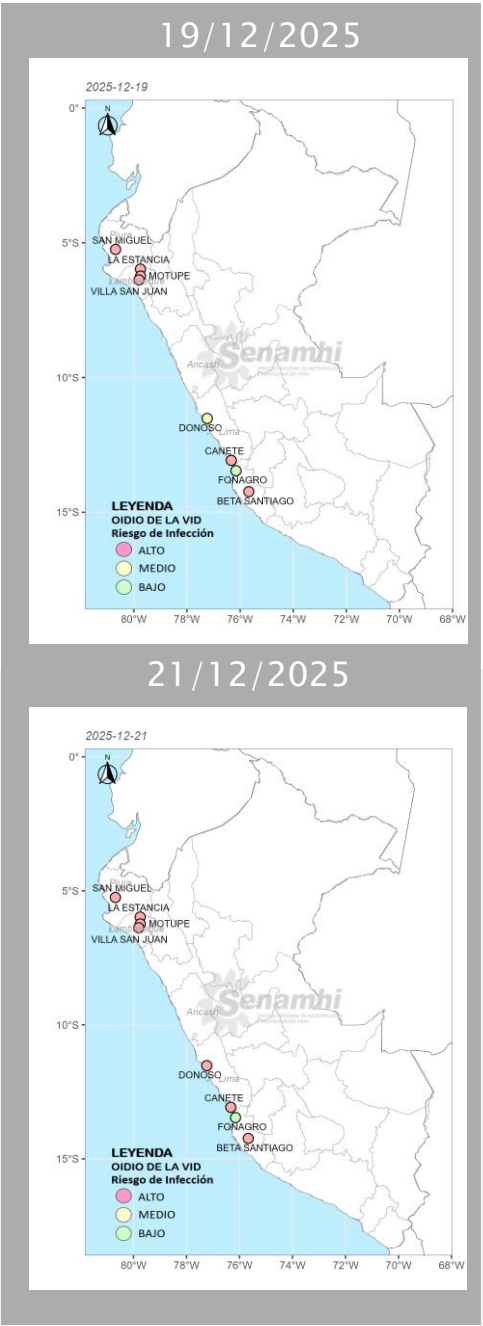 19/12/2025
2025-12-19
N
0°
Piura
SAN MIGUEL
5°S
LA ESTANCIA
MOTUPE
Lambayeque
VILLA SAN JUAN
Senamhi
Ancash
10°S
DONOSO
Lima
CANETE
FONAGRO
BETA SANTIAGO
LEYENDA
15°S
OIDIO DE LA VID
Riesgo de Infección
ALTO
MEDIO
BAJO
80°W 78°W 76°W 74°W 72°W 70°W 68°W
21/12/2025
2025-12-21
N
0°
Piura
SAN MIGUEL
5°S
LA ESTANCIA
MOTUPE
Lambayeque
VILLA SAN JUAN
Senamhi
Ancash
10°S
DONOSO
Lima
CANETE
FONAGRO
BETA SANTIAGO
LEYENDA
15°S
OIDIO DE LA VID
Riesgo de Infección
ALTO
MEDIO
BAJO
80°W 78°W 76°W 74°W 72°W 70°W 68°W